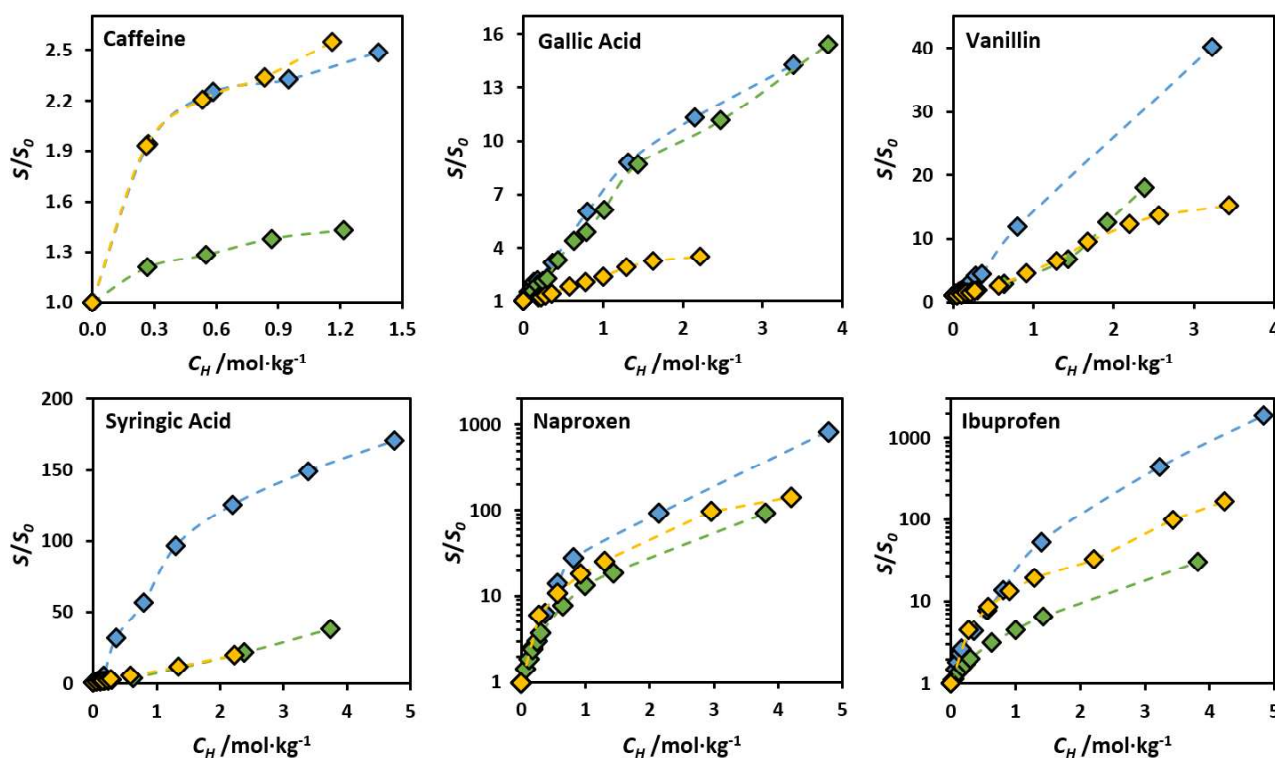 Caffeine
S/S0
2.5
2.2
1.9
1.6
1.3
1.0
0.0 0.3 0.6 0.9 1.2 1.5
CH /mol·kg-1
Gallic Acid
S/S0
16
13
10
7
4
1
0 1 2 3 4
CH /mol·kg-1
Vanillin
S/S0
40
30
20
10
0
0 1 2 3 4
CH /mol·kg-1
Syringic Acid
S/S0
200
150
100
50
0
0 1 2 3 4 5
CH /mol·kg-1
Naproxen
S/S0
1000
100
10
1
0 1 2 3 4 5
CH /mol·kg-1
Ibuprofen
S/S0
1000
100
10
1
0 1 2 3 4 5
CH /mol·kg-1